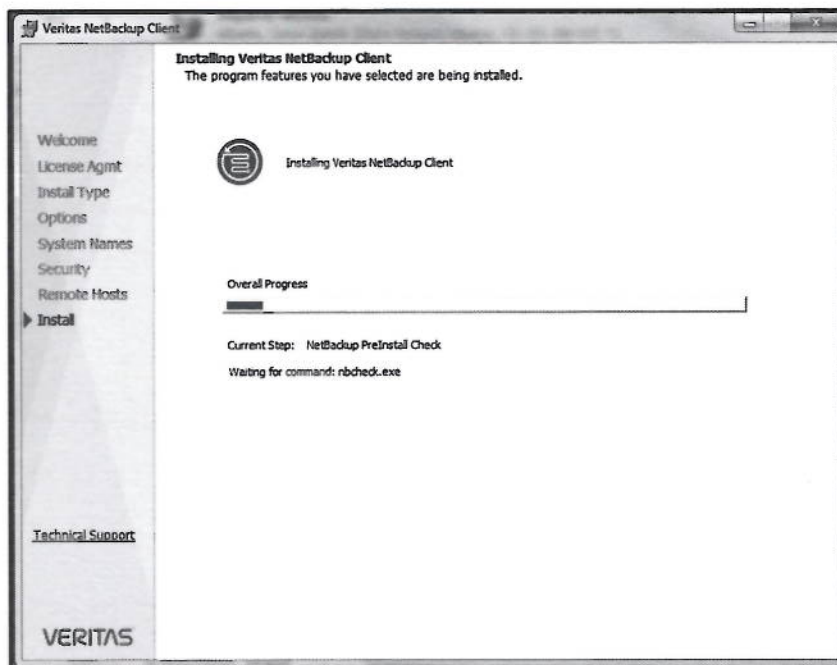 Veritas NetBackup Client
Installing Veritas NetBackup Client
The program features you have selected are being installed.
Welcome
License Agmt
Install Type
Options
System Names
Security
Remote Hosts
Install
Installing Veritas NetBackup Client
Overall Progress
Current Step: NetBackup PreInstall Check
Waiting for command: nbcheck.exe
Technical Support
VERITAS